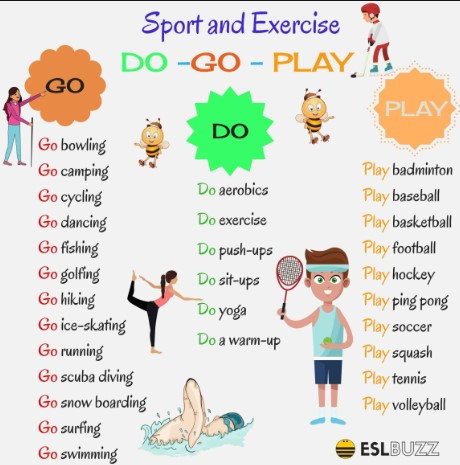 Sport and Exercise
DO - GO - PLAY
GO
Go bowling
Go camping
Go cycling
Go dancing
Go fishing
Go golfing
Go hiking
Go ice-skating
Go running
Go scuba diving
Go snow boarding
Go surfing
Go swimming
DO
Do aerobics
Do exercise
Do push-ups
Do sit-ups
Do yoga
Do a warm-up
PLAY
Play badminton
Play baseball
Play basketball
Play football
Play hockey
Play ping pong
Play soccer
Play squash
Play tennis
Play volleyball
ESLBUZZ